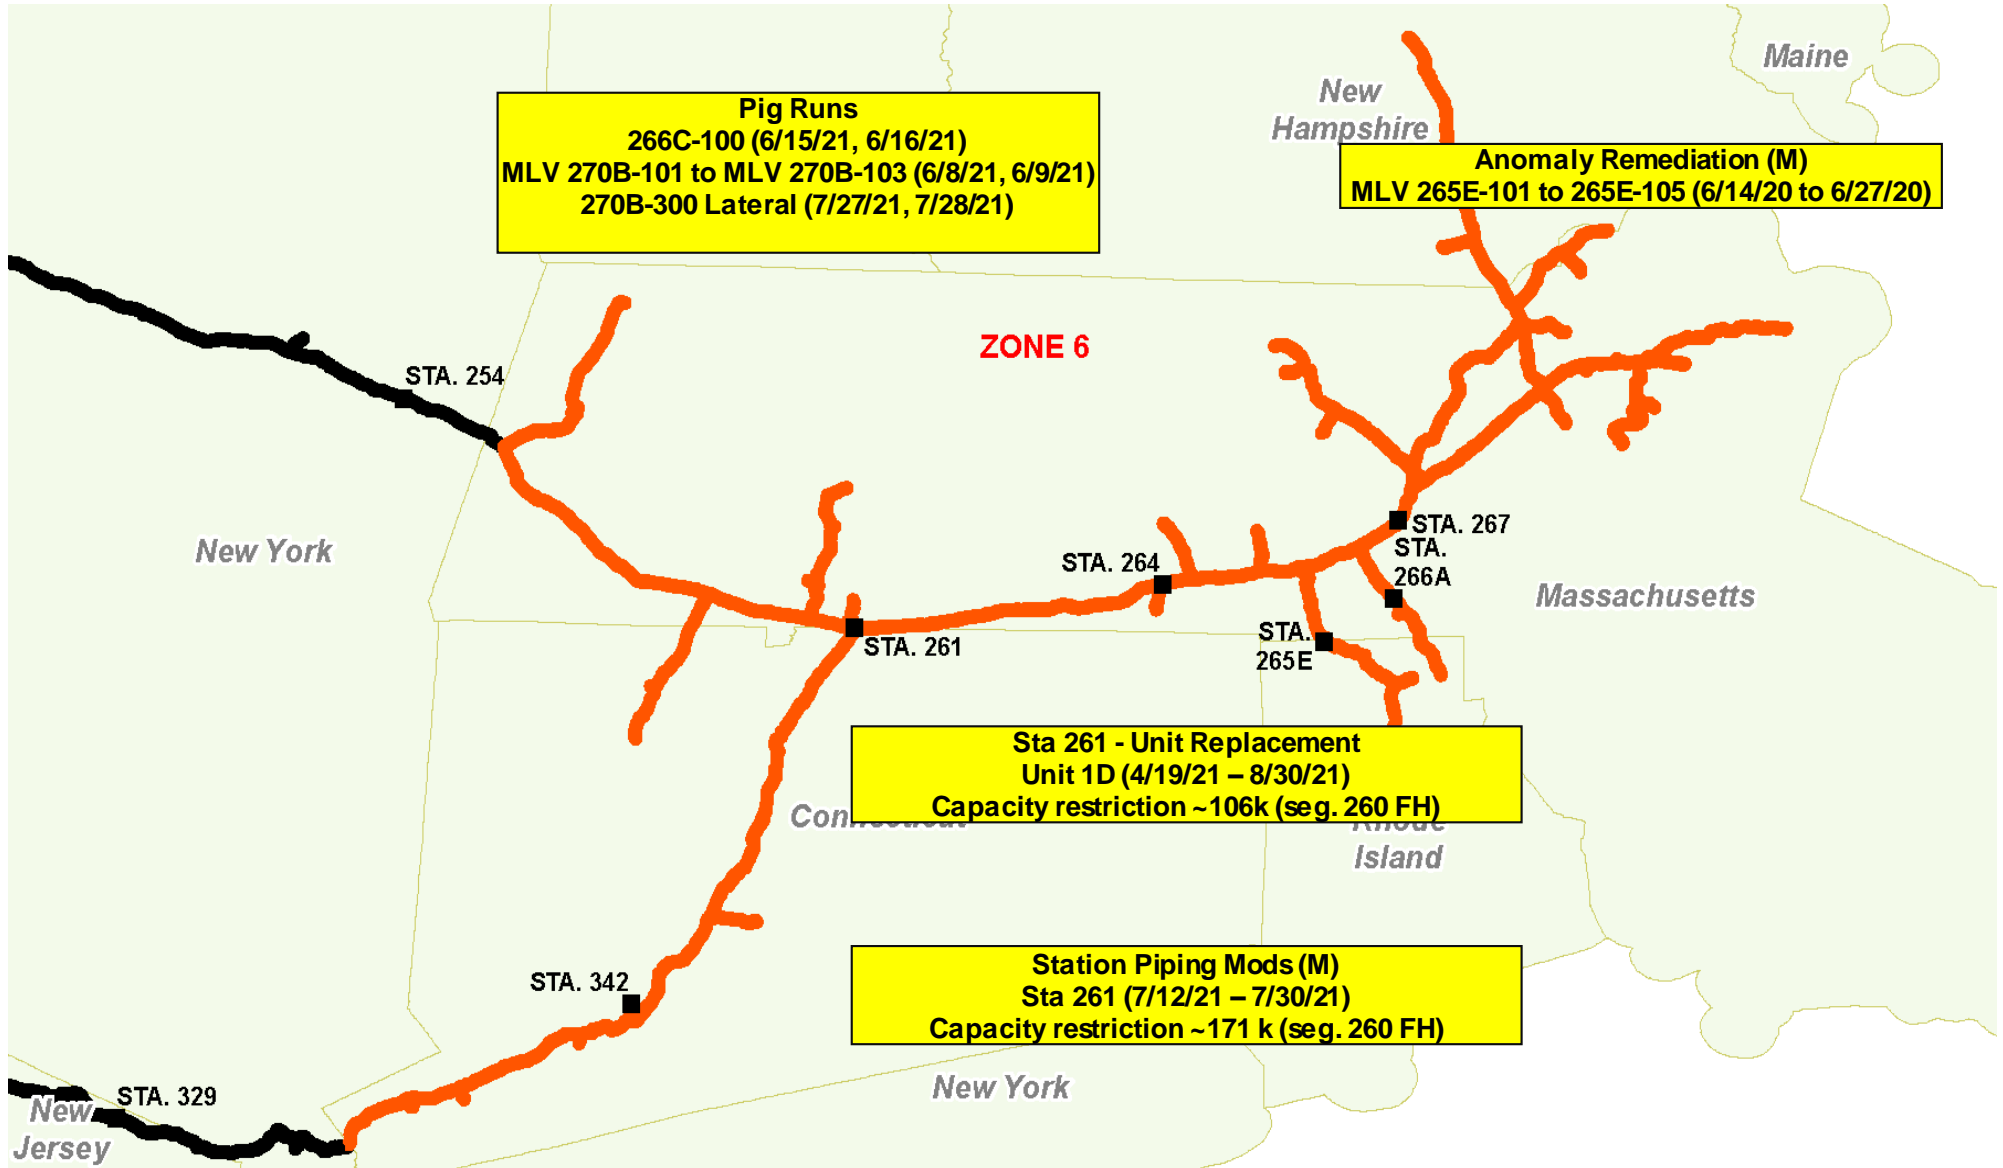 Maine
New
Hampshire
Pig Runs
266C-100 (6/15/21, 6/16/21)
MLV 270B-101 to MLV 270B-103 (6/8/21, 6/9/21)
270B-300 Lateral (7/27/21, 7/28/21)
Anomaly Remediation (M)
MLV 265E-101 to 265E-105 (6/14/20 to 6/27/20)
ZONE 6
STA. 254
New York
STA. 267
STA.
266A
STA. 264
Massachusetts
STA. 261
STA.
265E
Sta 261 - Unit Replacement
Unit 1D (4/19/21 – 8/30/21)
Capacity restriction ~106k (seg. 260 FH)
Connecticut
Rhode
Island
STA. 342
Station Piping Mods (M)
Sta 261 (7/12/21 – 7/30/21)
Capacity restriction ~171 k (seg. 260 FH)
New York
STA. 329
New
Jersey